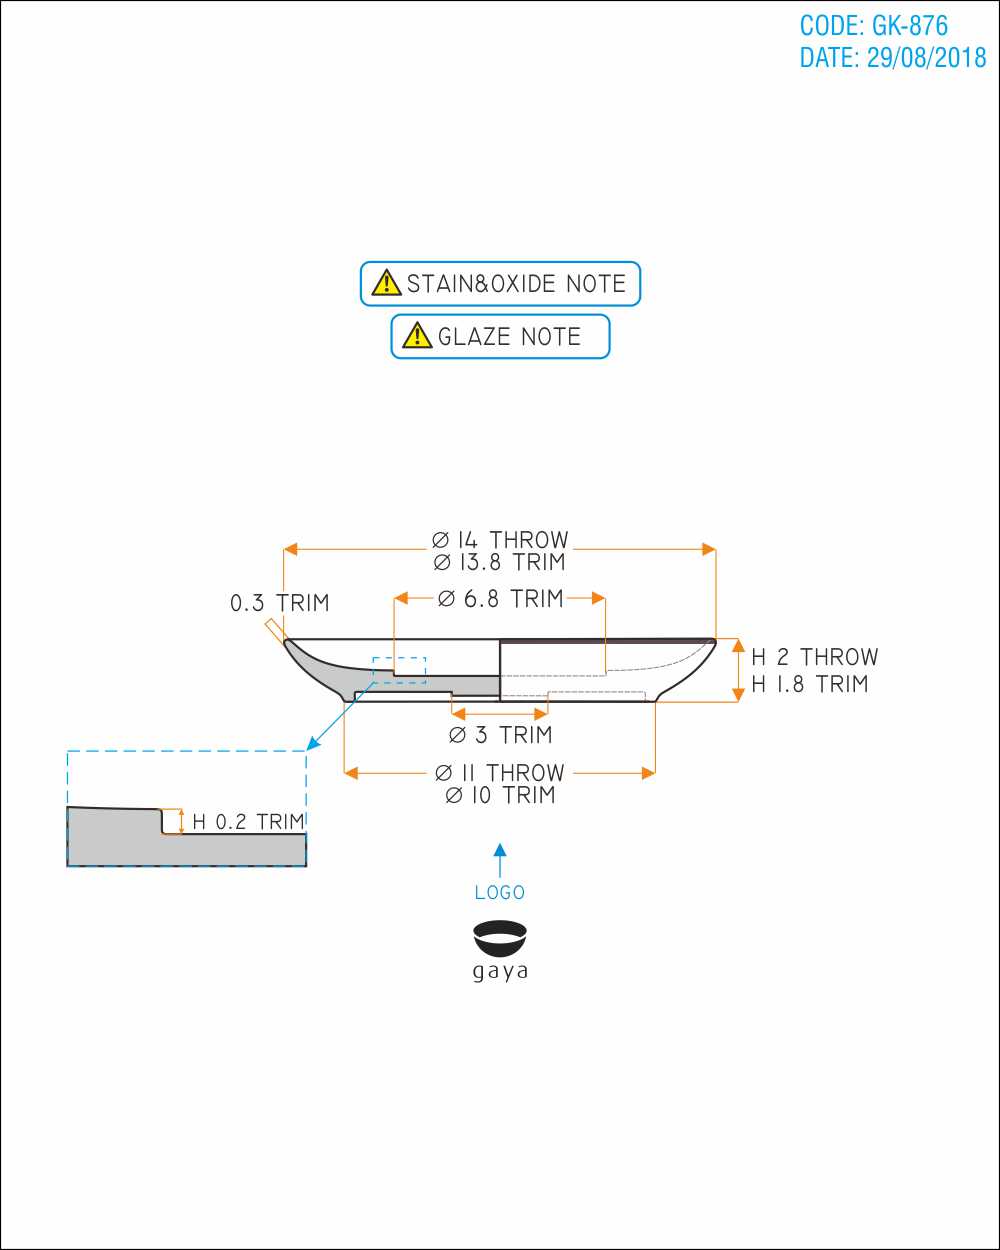 CODE: GK-876
DATE: 29/08/2018
STAIN&OXIDE NOTE
GLAZE NOTE
Ø 14 THROW
Ø 13.8 TRIM
0.3 TRIM
Ø 6.8 TRIM
H 2 THROW
H 1.8 TRIM
Ø 3 TRIM
Ø 11 THROW
Ø 10 TRIM
H 0.2 TRIM
LOGO
gaya